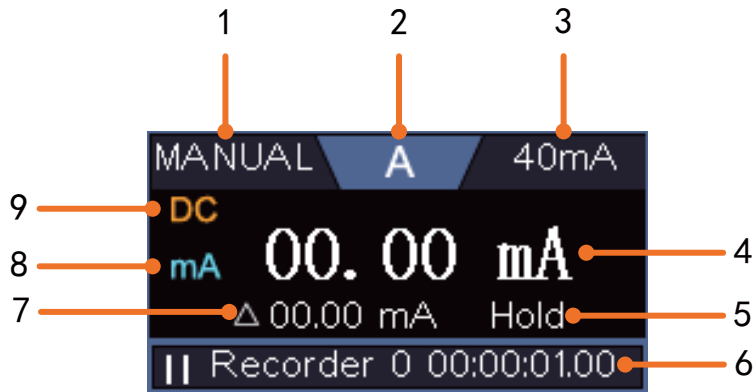 1 2 3
MANUAL A 40mA
9 DC
8 mA 00.00 mA 4
7 △ 00.00 mA Hold 5
|| Recorder 0 00:00:01.00 6